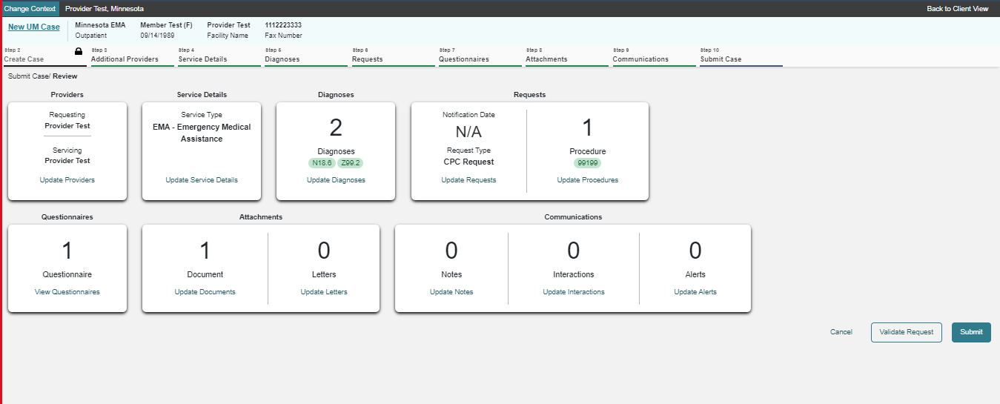 Change Context Provider Test, Minnesota Back to Client View
New UM Case
Minnesota EMA Member Test (F) Provider Test 1112223333
Outpatient 09/14/1989 Facility Name Fax Number
Step 2 Step 3 Step 4 Step 5 Step 6 Step 7 Step 8 Step 9 Step 10
Create Case Additional Providers Service Details Diagnoses Requests Questionnaires Attachments Communications Submit Case
Submit Case/ Review
Providers
Requesting
Provider Test
Servicing
Provider Test
Update Providers
Service Details
Service Type
EMA - Emergency Medical
Assistance
Update Service Details
Diagnoses
2
Diagnoses
N18.6 Z99.2
Update Diagnoses
Requests
Notification Date
N/A
Request Type
CPC Request
Update Requests
1
Procedure
99199
Update Procedures
Questionnaires
1
Questionnaire
View Questionnaires
Attachments
1
Document
Update Documents
0
Letters
Update Letters
Communications
0
Notes
Update Notes
0
Interactions
Update Interactions
0
Alerts
Update Alerts
Cancel Validate Request Submit